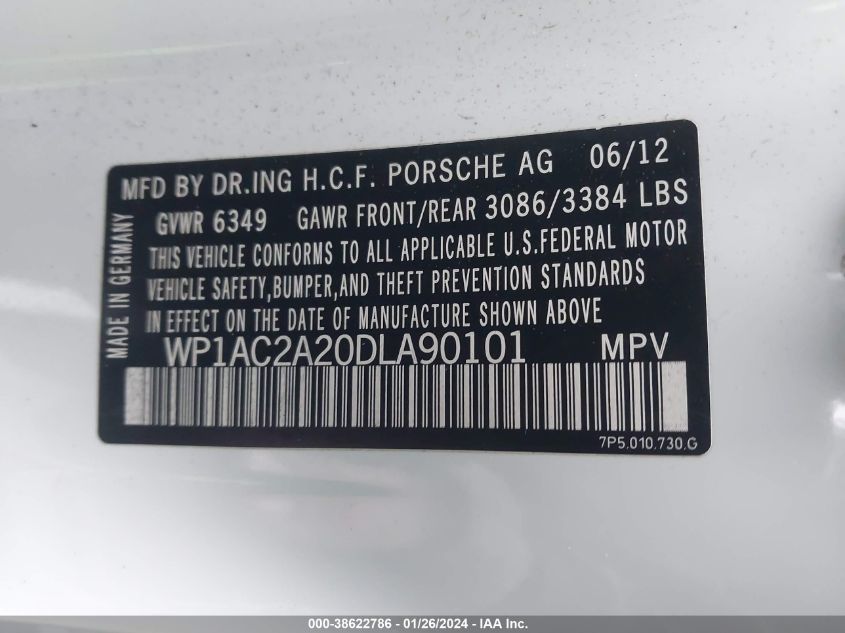 MFD BY DR.ING H.C.F. PORSCHE AG 06/12
GVWR 6349 GAWR FRONT/REAR 3086/3384 LBS
THIS VEHICLE CONFORMS TO ALL APPLICABLE U.S.FEDERAL MOTOR
VEHICLE SAFETY,BUMPER,AND THEFT PREVENTION STANDARDS
IN EFFECT ON THE DATE OF MANUFACTURE SHOWN ABOVE
MADE IN GERMANY
WP1AC2A20DLA90101 MPV
7P5.010.730.G
000-38622786 - 01/26/2024 - IAA Inc.